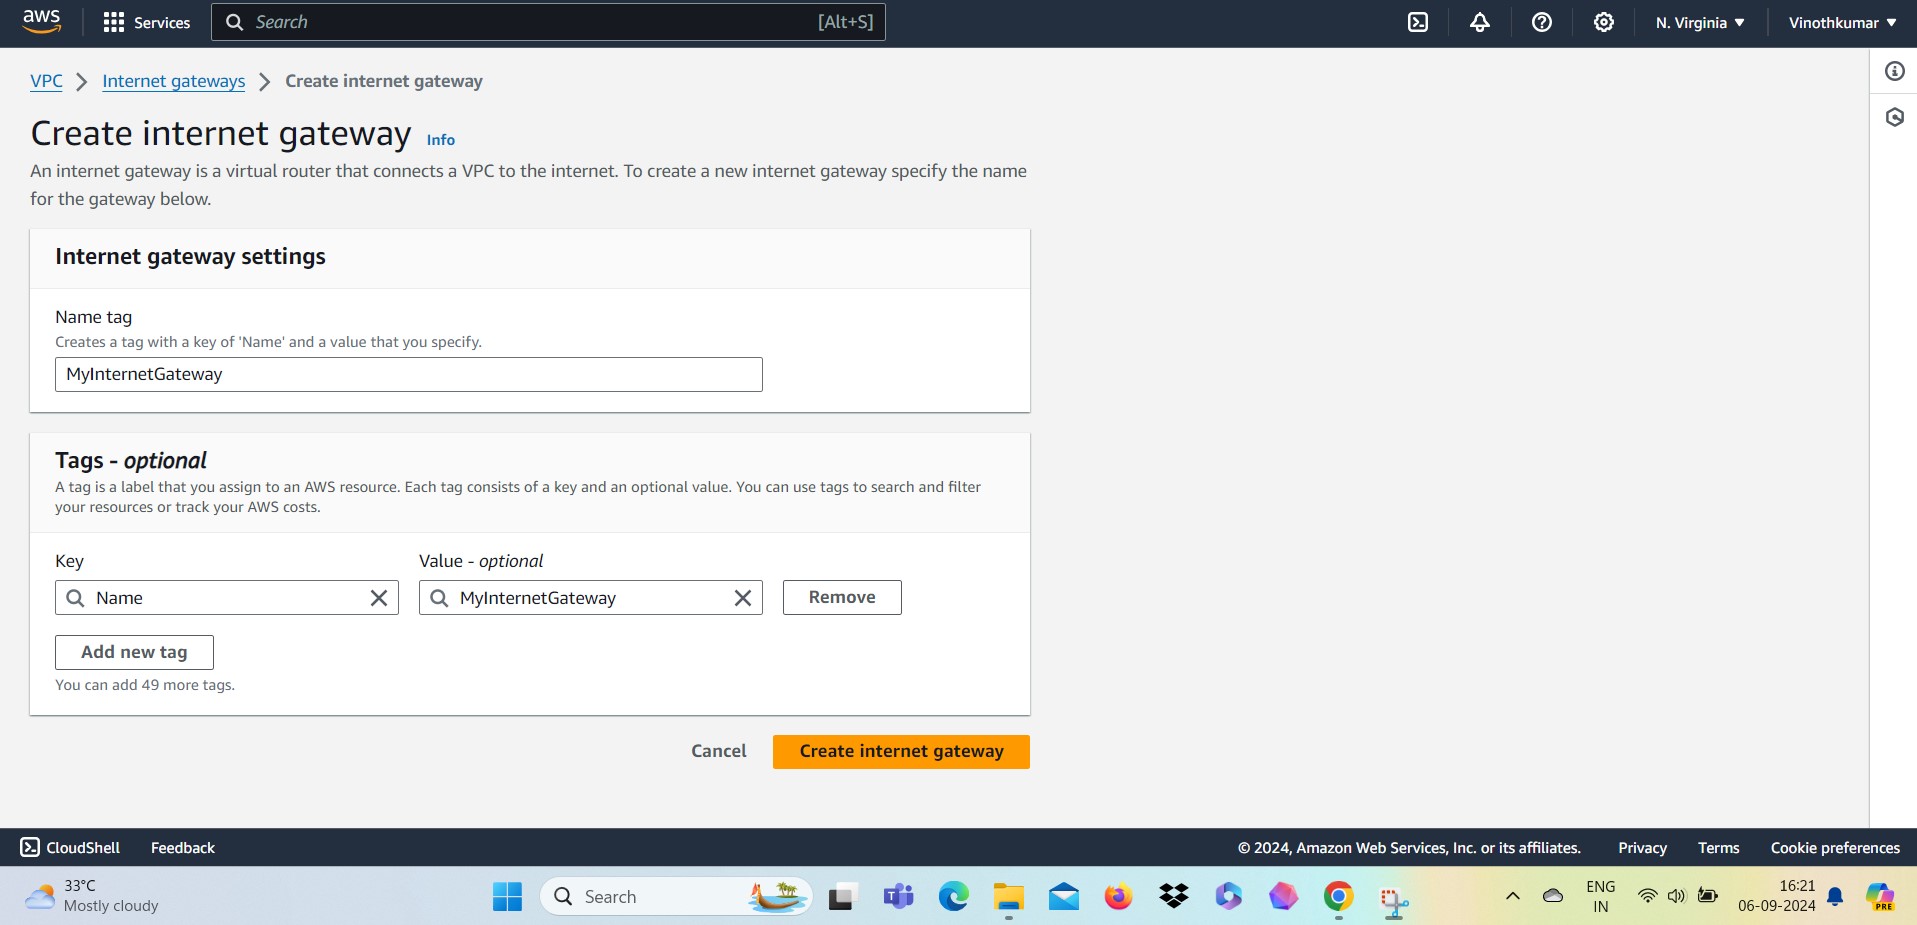 aws
Services
Search [Alt+S]
N. Virginia
Vinothkumar
VPC
Internet gateways
Create internet gateway
Create internet gateway Info
An internet gateway is a virtual router that connects a VPC to the internet. To create a new internet gateway specify the name
for the gateway below.
Internet gateway settings
Name tag
Creates a tag with a key of 'Name' and a value that you specify.
MyInternetGateway
Tags - optional
A tag is a label that you assign to an AWS resource. Each tag consists of a key and an optional value. You can use tags to search and filter
your resources or track your AWS costs.
Key Value - optional
Name MyInternetGateway Remove
Add new tag
You can add 49 more tags.
Cancel Create internet gateway
CloudShell Feedback © 2024, Amazon Web Services, Inc. or its affiliates. Privacy Terms Cookie preferences
33°C
Mostly cloudy
Search
ENG
IN
16:21
06-09-2024
PRE